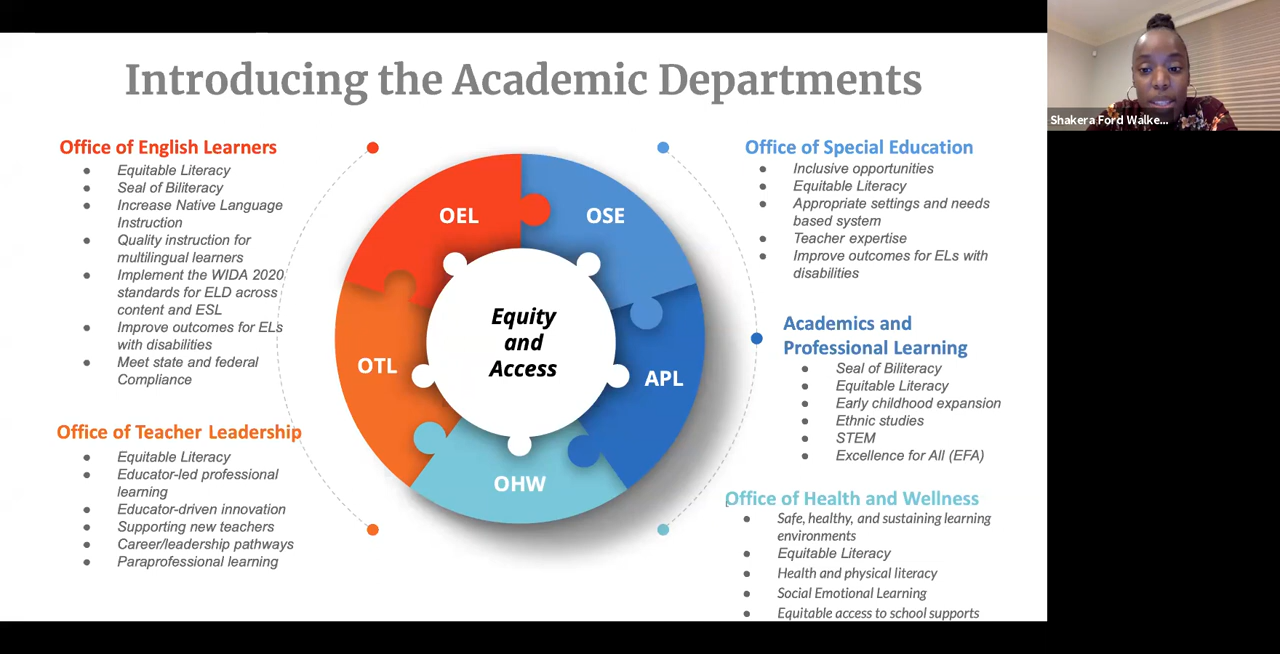 Introducing the Academic Departments
Office of English Learners
Equitable Literacy
Seal of Biliteracy
Increase Native Language
Instruction
Quality instruction for
multilingual learners
Implement the WIDA 2020
standards for ELD across
content and ESL
Improve outcomes for ELs
with disabilities
Meet state and federal
Compliance
Office of Teacher Leadership
Equitable Literacy
Educator-led professional
learning
Educator-driven innovation
Supporting new teachers
Career/leadership pathways
Paraprofessional learning
OEL
OSE
OTL
APL
OHW
Equity
and
Access
Office of Special Education
Inclusive opportunities
Equitable Literacy
Appropriate settings and needs
based system
Teacher expertise
Improve outcomes for ELs with
disabilities
Academics and
Professional Learning
Seal of Biliteracy
Equitable Literacy
Early childhood expansion
Ethnic studies
STEM
Excellence for All (EFA)
Office of Health and Wellness
Safe, healthy, and sustaining learning
environments
Equitable Literacy
Health and physical literacy
Social Emotional Learning
Equitable access to school supports
Shakera Ford Walke...